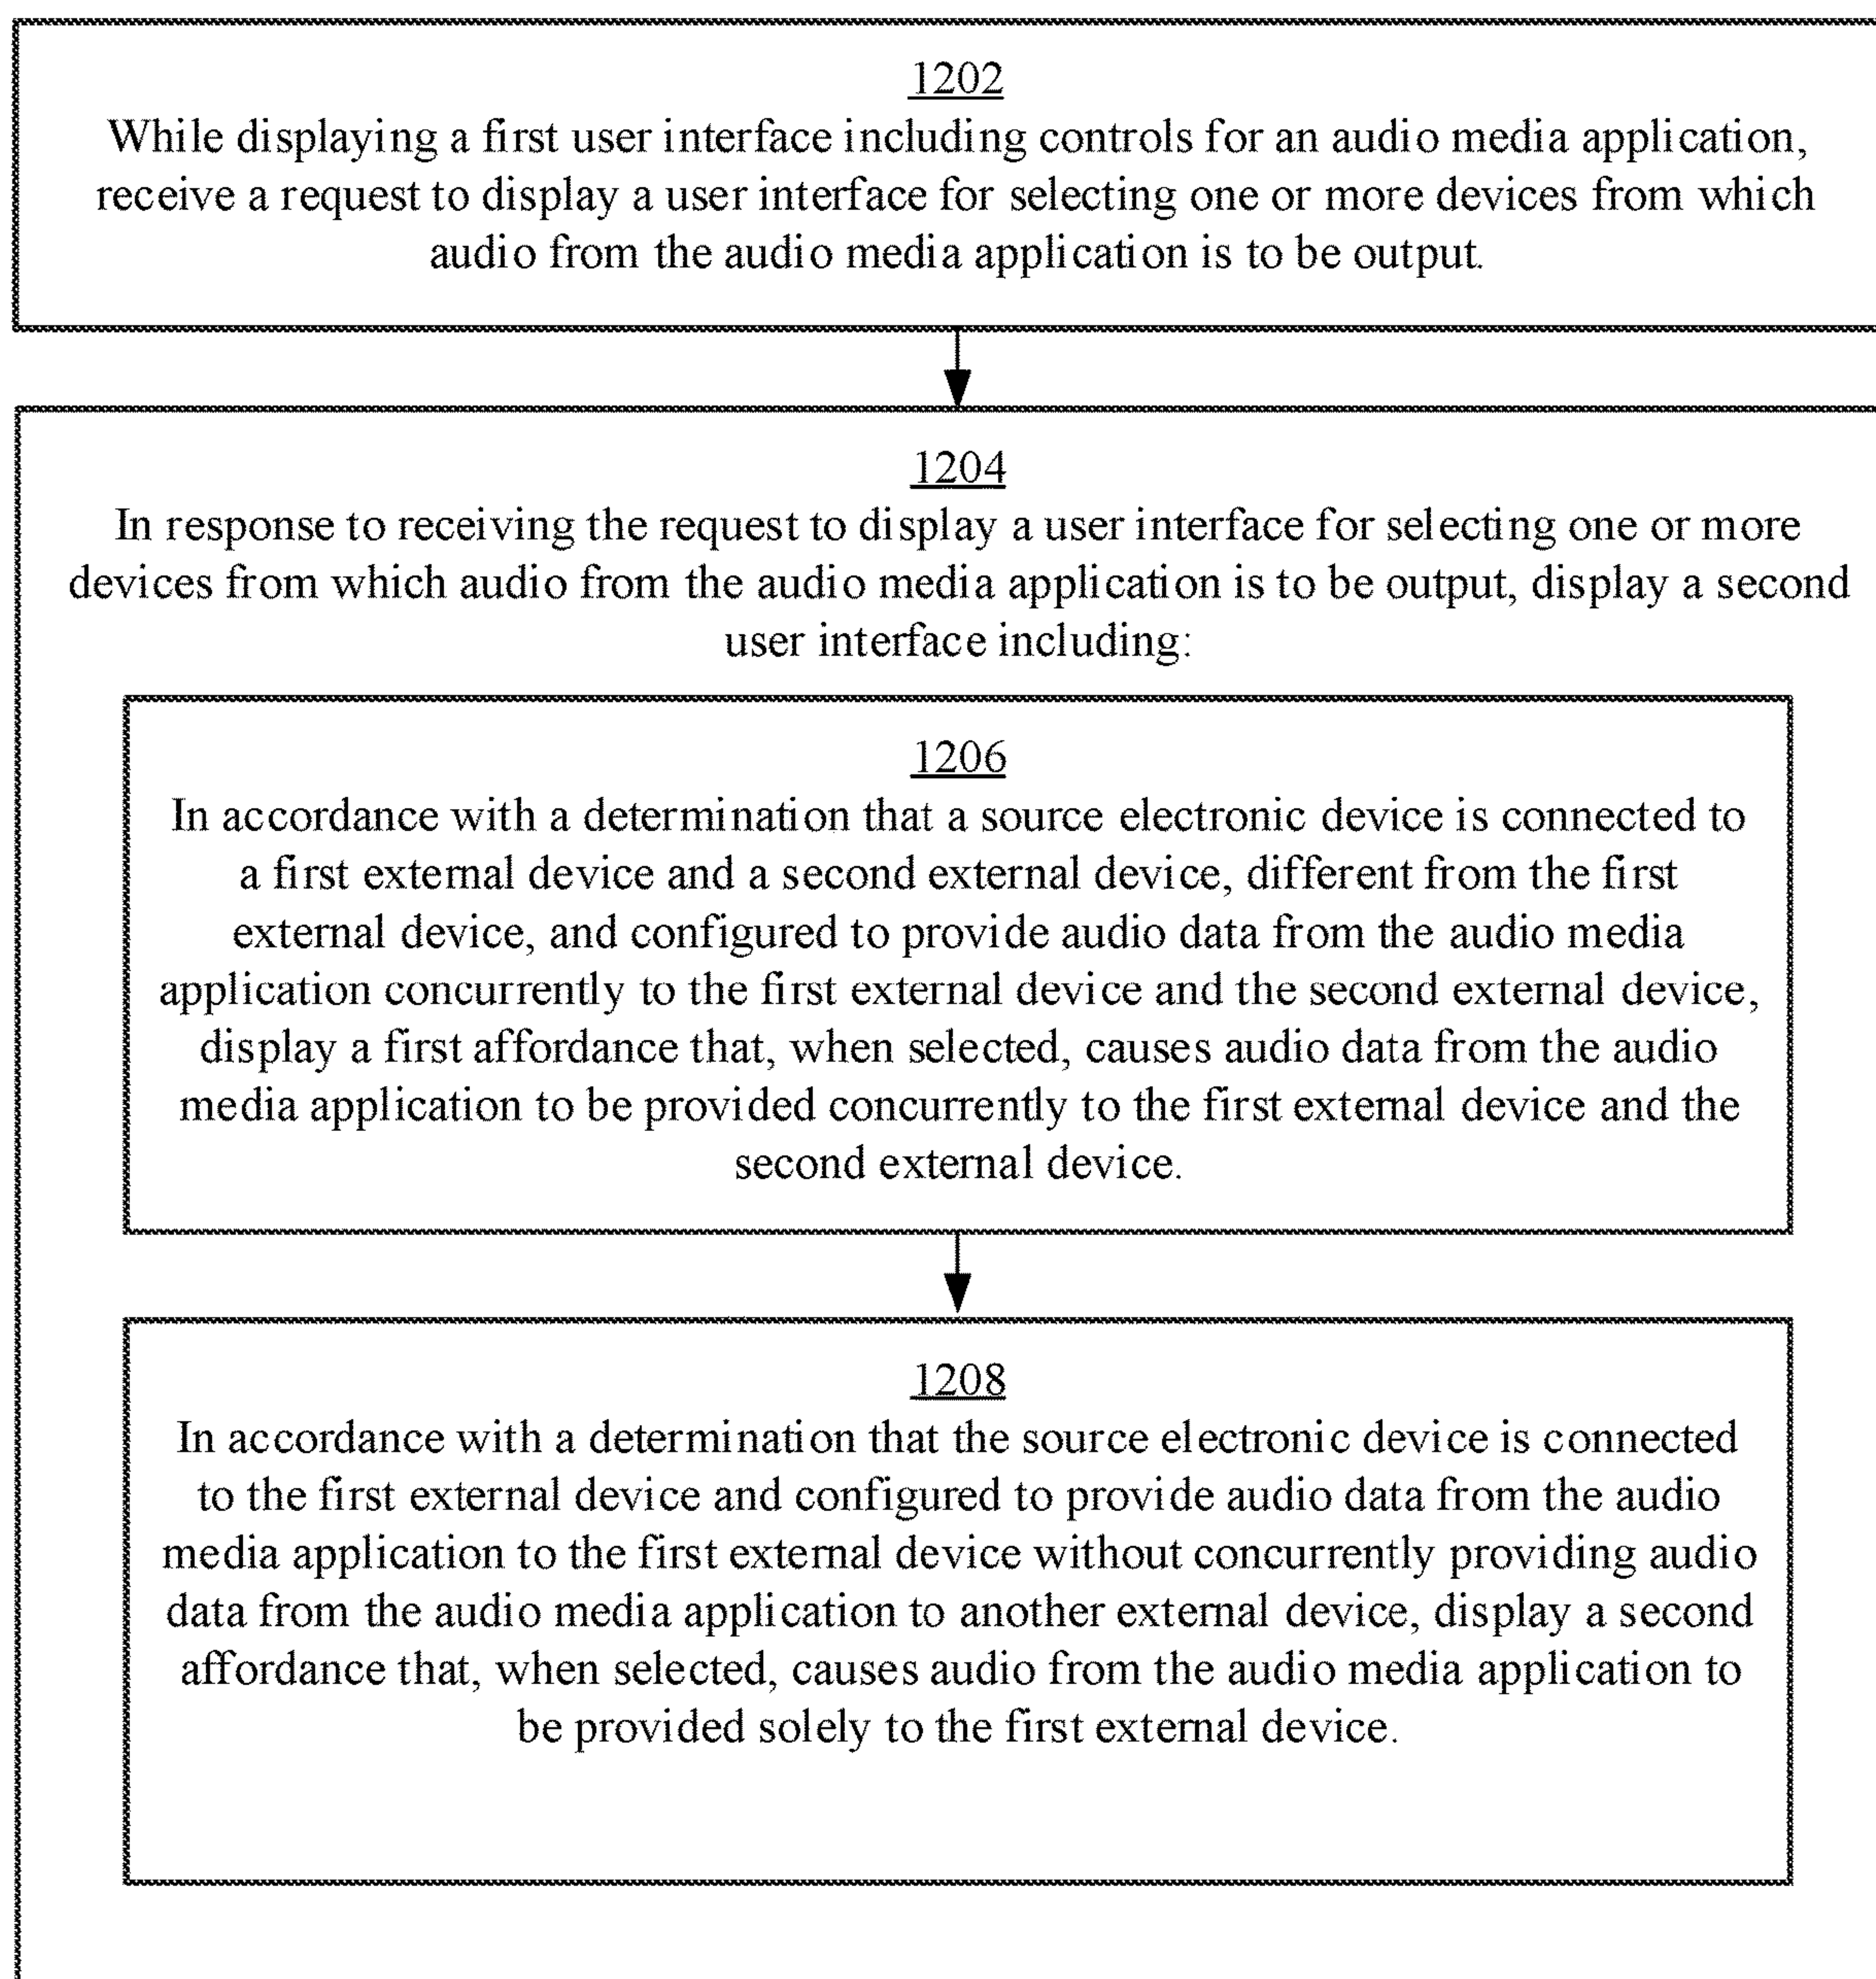 1202
While displaying a first user interface including controls for an audio media application,
receive a request to display a user interface for selecting one or more devices from which
audio from the audio media application is to be output.
1204
In response to receiving the request to display a user interface for selecting one or more
devices from which audio from the audio media application is to be output, display a second
user interface including:
1206
In accordance with a determination that a source electronic device is connected to
a first external device and a second external device, different from the first
external device, and configured to provide audio data from the audio media
application concurrently to the first external device and the second external device,
display a first affordance that, when selected, causes audio data from the audio
media application to be provided concurrently to the first external device and the
second external device.
1208
In accordance with a determination that the source electronic device is connected
to the first external device and configured to provide audio data from the audio
media application to the first external device without concurrently providing audio
data from the audio media application to another external device, display a second
affordance that, when selected, causes audio from the audio media application to
be provided solely to the first external device.